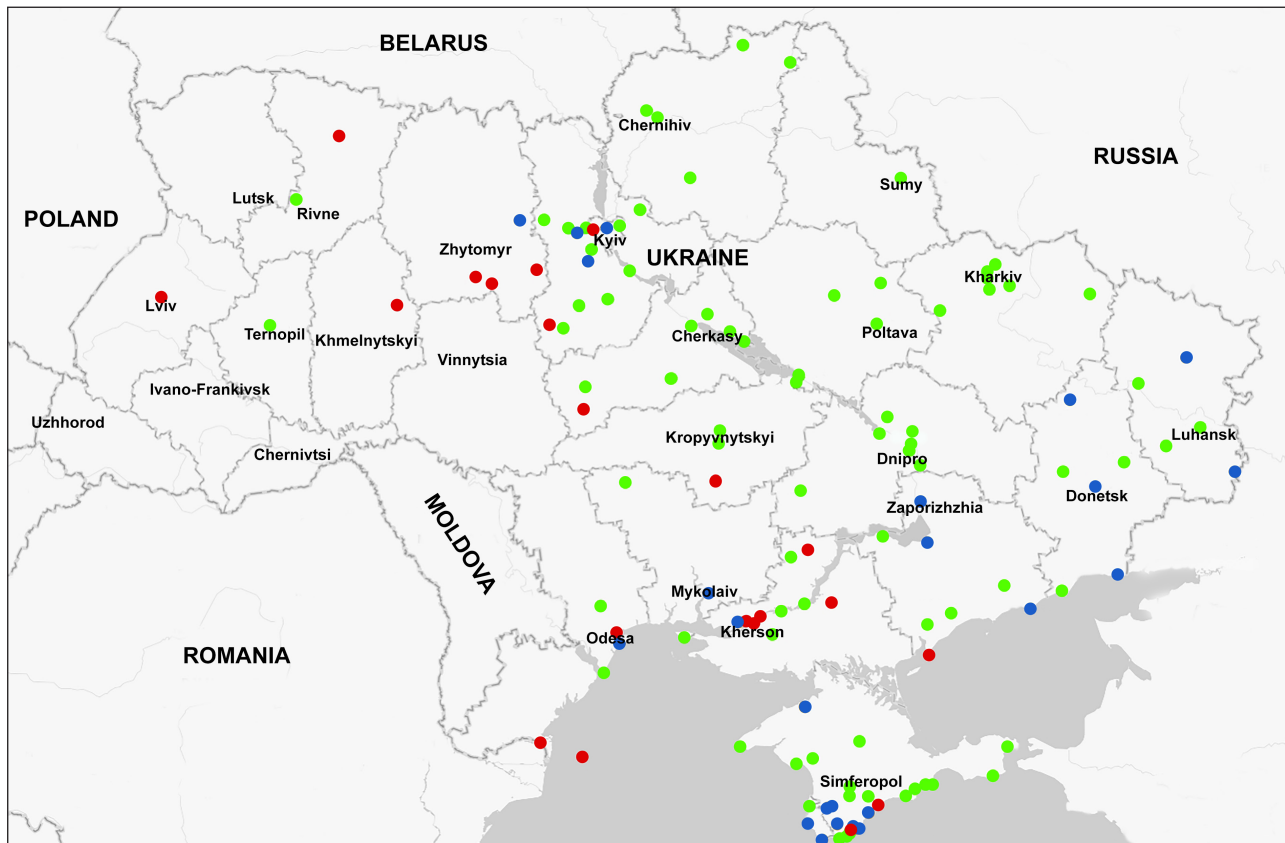 BELARUS
Chernihiv
RUSSIA
Sumy
Lutsk
Rivne
POLAND
Kyiv
Zhytomyr
UKRAINE
Kharkiv
Lviv
Ternopil
Khmelnytskyi
Poltava
Cherkasy
Vinnytsia
Ivano-Frankivsk
Uzhhorod
Kropyvnytskyi
Luhansk
Chernivtsi
Dnipro
Donetsk
Zaporizhzhia
MOLDOVA
Mykolaiv
Kherson
Odesa
ROMANIA
Simferopol